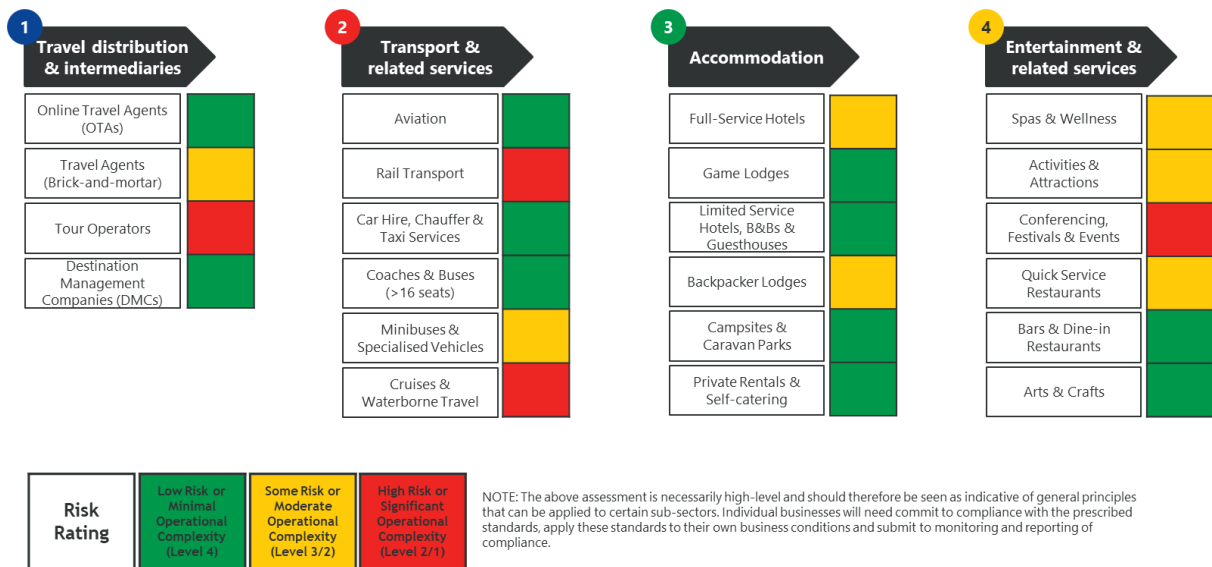 1
Travel distribution
& intermediaries
Online Travel Agents
(OTAs)
Travel Agents
(Brick-and-mortar)
Tour Operators
Destination
Management
Companies (DMCs)
2
Transport &
related services
Aviation
Rail Transport
Car Hire, Chauffer &
Taxi Services
Coaches & Buses
(>16 seats)
Minibuses &
Specialised Vehicles
Cruises &
Waterborne Travel
3
Accommodation
Full-Service Hotels
Game Lodges
Limited Service
Hotels, B&Bs &
Guesthouses
Backpacker Lodges
Campsites &
Caravan Parks
Private Rentals &
Self-catering
4
Entertainment &
related services
Spas & Wellness
Activities &
Attractions
Conferencing,
Festivals & Events
Quick Service
Restaurants
Bars & Dine-in
Restaurants
Arts & Crafts
Risk
Rating
Low Risk or
Minimal
Operational
Complexity
(Level 4)
Some Risk or
Moderate
Operational
Complexity
(Level 3/2)
High Risk or
Significant
Operational
Complexity
(Level 2/1)
NOTE: The above assessment is necessarily high-level and should therefore be seen as indicative of general principles
that can be applied to certain sub-sectors. Individual businesses will need commit to compliance with the prescribed
standards, apply these standards to their own business conditions and submit to monitoring and reporting of
compliance.